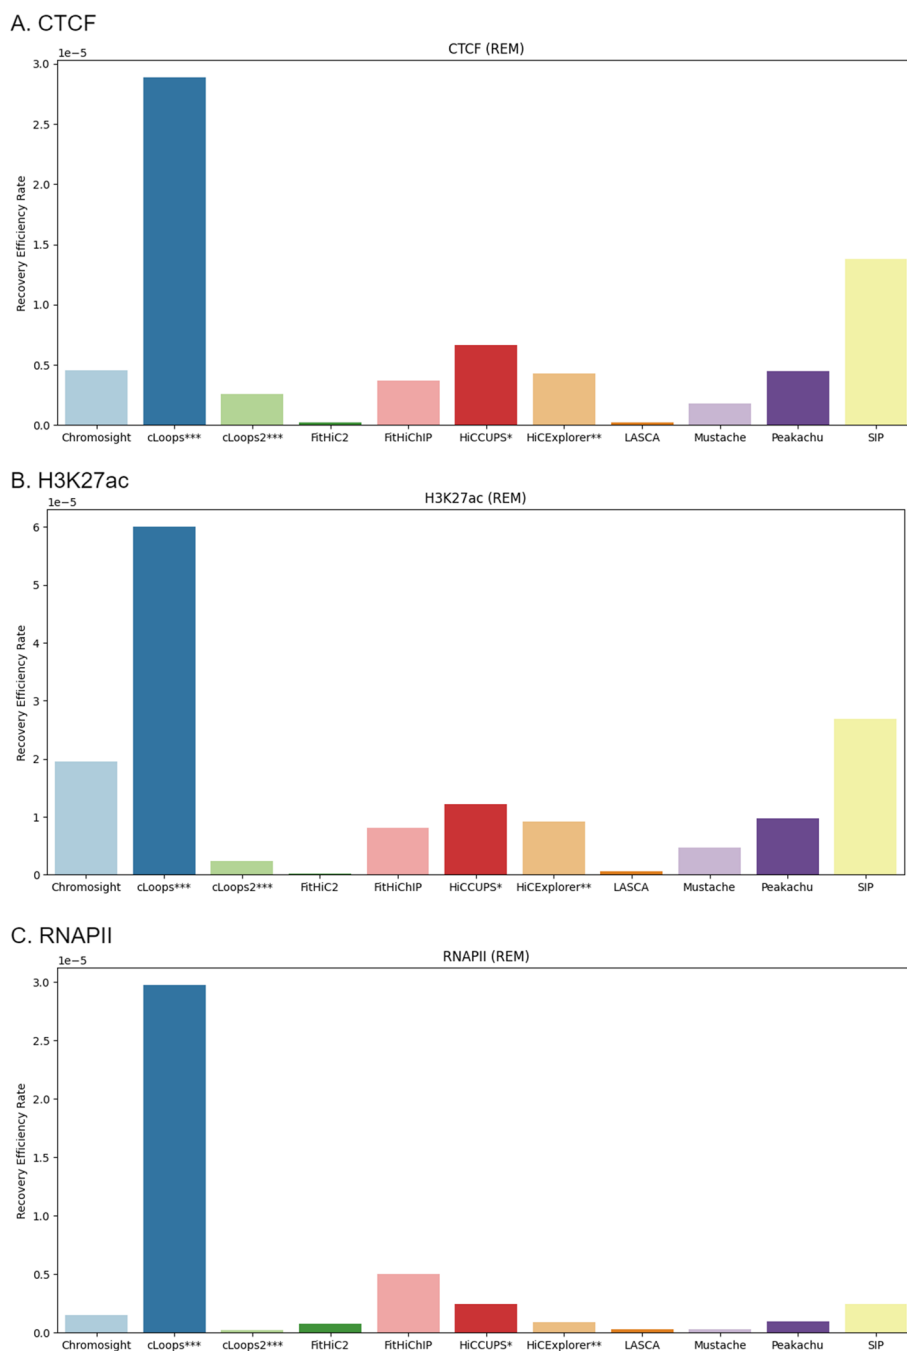 A. CTCF
CTCF (REM)
1e−5
3.0
2.5
2.0
1.5
1.0
0.5
0.0
Recovery Efficiency Rate
Chromosight cLoops*** cLoops2*** FitHiC2 FitHiChIP HiCCUPS* HiCExplorer** LASCA Mustache Peakachu SIP
B. H3K27ac
H3K27ac (REM)
1e−5
6
5
4
3
2
1
0
Recovery Efficiency Rate
Chromosight cLoops*** cLoops2*** FitHiC2 FitHiChIP HiCCUPS* HiCExplorer** LASCA Mustache Peakachu SIP
C. RNAPII
RNAPII (REM)
1e−5
3.0
2.5
2.0
1.5
1.0
0.5
0.0
Recovery Efficiency Rate
Chromosight cLoops*** cLoops2*** FitHiC2 FitHiChIP HiCCUPS* HiCExplorer** LASCA Mustache Peakachu SIP